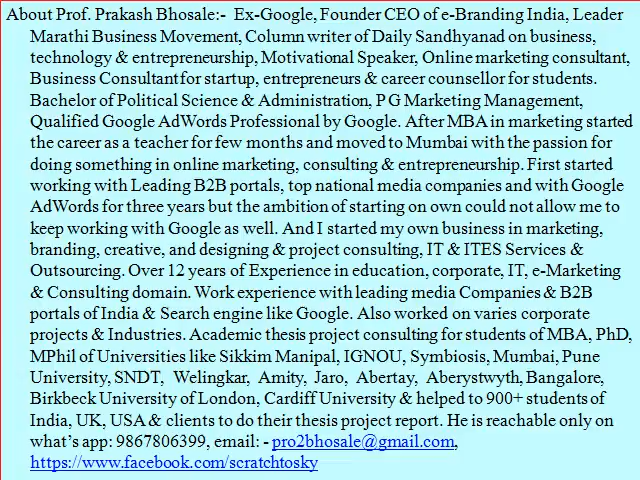 About Prof. Prakash Bhosale:- Ex-Google, Founder CEO of e-Branding India, Leader
Marathi Business Movement, Column writer of Daily Sandhyanad on business,
technology & entrepreneurship, Motivational Speaker, Online marketing consultant,
Business Consultant for startup, entrepreneurs & career counsellor for students.
Bachelor of Political Science & Administration, P G Marketing Management,
Qualified Google AdWords Professional by Google. After MBA in marketing started
the career as a teacher for few months and moved to Mumbai with the passion for
doing something in online marketing, consulting & entrepreneurship. First started
working with Leading B2B portals, top national media companies and with Google
AdWords for three years but the ambition of starting on own could not allow me to
keep working with Google as well. And I started my own business in marketing,
branding, creative, and designing & project consulting, IT & ITES Services &
Outsourcing. Over 12 years of Experience in education, corporate, IT, e-Marketing
& Consulting domain. Work experience with leading media Companies & B2B
portals of India & Search engine like Google. Also worked on varies corporate
projects & Industries. Academic thesis project consulting for students of MBA, PhD,
MPhil of Universities like Sikkim Manipal, IGNOU, Symbiosis, Mumbai, Pune
University, SNDT, Welingkar, Amity, Jaro, Abertay, Aberystwyth, Bangalore,
Birkbeck University of London, Cardiff University & helped to 900+ students of
India, UK, USA & clients to do their thesis project report. He is reachable only on
what's app: 9867806399, email: - pro2bhosale@gmail.com,
https://www.facebook.com/scratchtosky